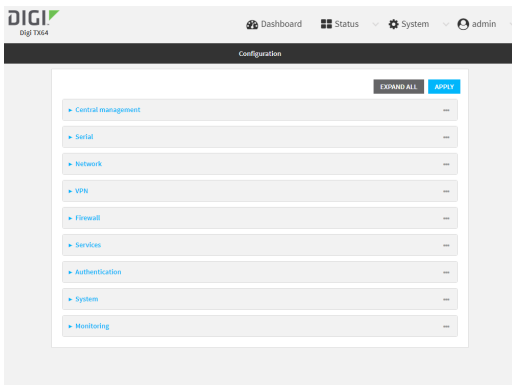 DIGI
Digi TX64
Dashboard Status System admin
Configuration
EXPAND ALL APPLY
Central management
Serial
Network
VPN
Firewall
Services
Authentication
System
Monitoring